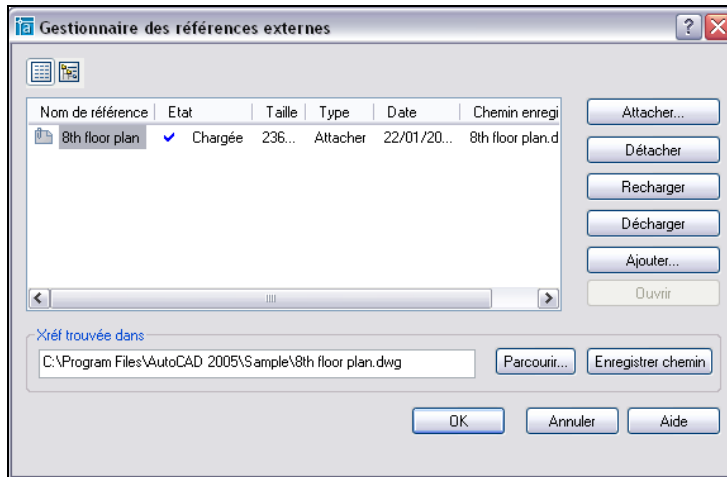 Gestionnaire des références externes
Nom de référence Etat Taille Type Date Chemin enregi
8th floor plan Chargée 236... Attacher 22/01/20... 8th floor plan.d
Attacher...
Détacher
Recharger
Décharger
Ajouter...
Ouvrir
Xréf trouvée dans
C:\Program Files\AutoCAD 2005\Sample\8th floor plan.dwg Parcourir... Enregistrer chemin
OK Annuler Aide